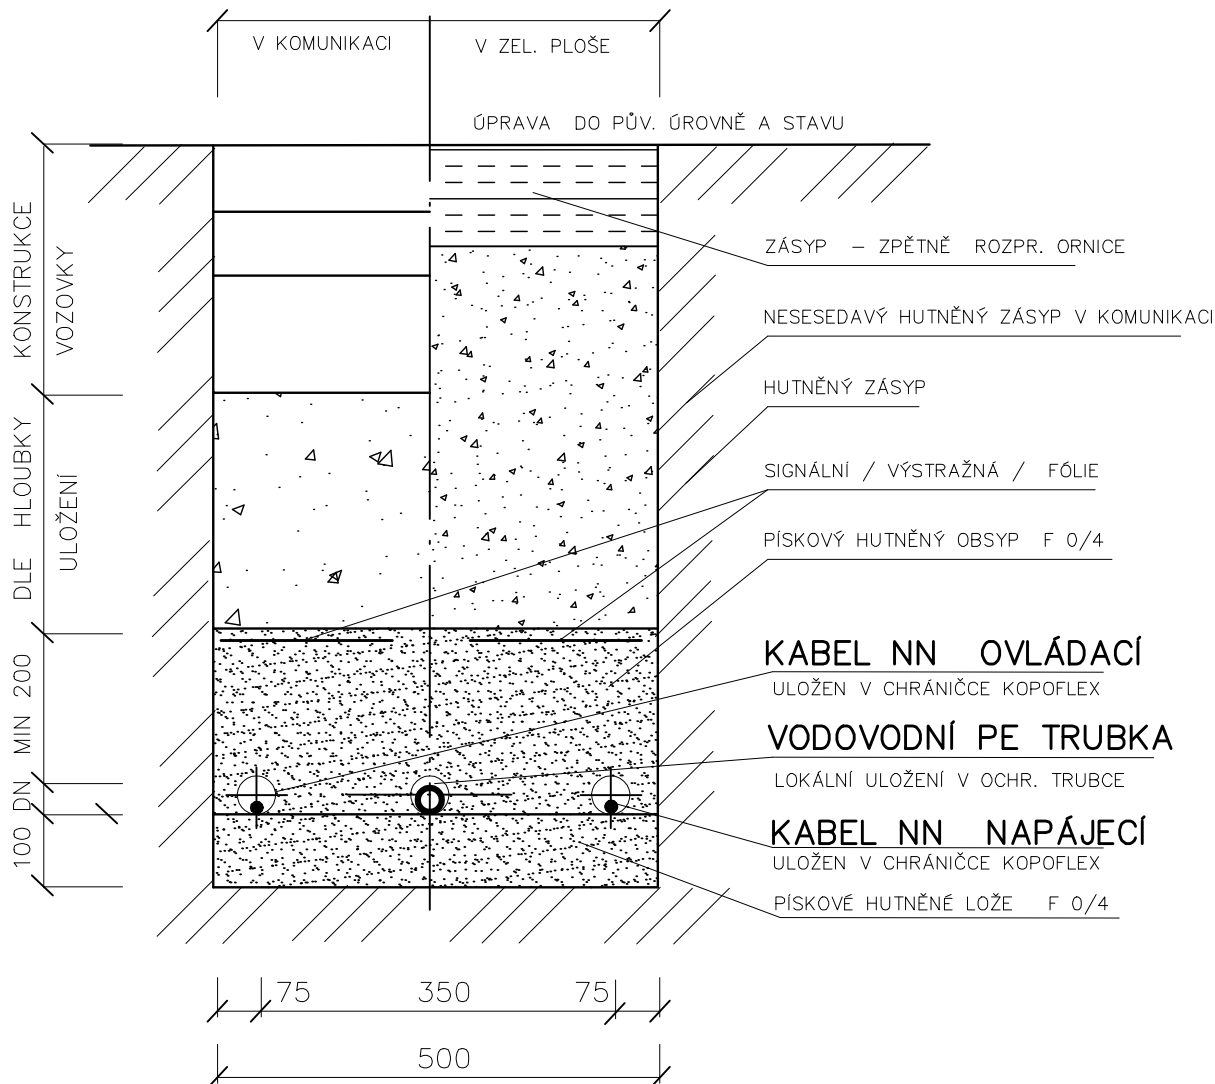 V KOMUNIKACI
V ZEL. PLOŠE
ÚPRAVA DO PŮV. ÚROVNĚ A STAVU
ZÁSYP – ZPĚTNĚ ROZPR. ORNICE
NESESEDAVÝ HUTNĚNÝ ZÁSYP V KOMUNIKACI
HUTNĚNÝ ZÁSYP
SIGNÁLNÍ / VÝSTRAŽNÁ / FÓLIE
PÍSKOVÝ HUTNĚNÝ OBSYP F 0/4
KABEL NN OVLÁDACÍ
ULOŽEN V CHRÁNIČCE KOPOFLEX
VODOVODNÍ PE TRUBKA
LOKÁLNÍ ULOŽENÍ V OCHR. TRUBCE
KABEL NN NAPÁJECÍ
ULOŽEN V CHRÁNIČCE KOPOFLEX
PÍSKOVÉ HUTNĚNÉ LOŽE F 0/4
KONSTRUKCE
VOZOVKY
DLE HLOUBKY
ULOŽENÍ
MIN 200
DN
100
75
350
75
500